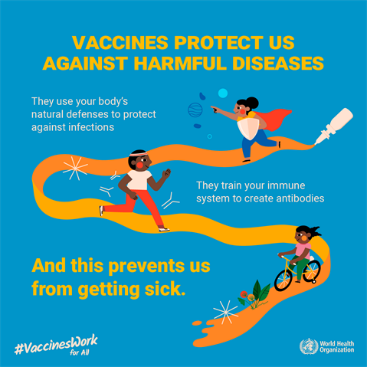 VACCINES PROTECT US
AGAINST HARMFUL DISEASES
They use your body's
natural defenses to protect
against infections
They train your immune
system to create antibodies
And this prevents us
from getting sick.
#VaccinesWork
for All
World Health
Organization